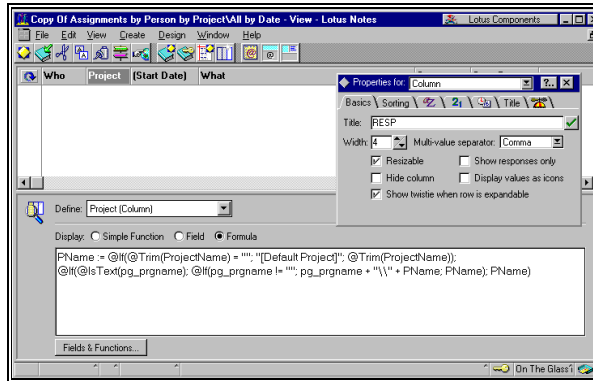 Copy Of Assignments by Person by Project\All by Date - View - Lotus Notes
Lotus Components
File Edit View Create Design Window Help
Who Project (Start Date) What
Properties for: Column
Basics Sorting Title
Title: RESP
Width: 4 Multi-value separator: Comma
Resizable Show responses only
Hide column Display values as icons
Show twistie when row is expandable
Define: Project (Column)
Display: Simple Function Field Formula
PName := @If(@Trim(ProjectName) = ""; "[Default Project]"; @Trim(ProjectName));
@If(@IsText(pg_prgname); @If(pg_prgname != ""; pg_prgname + "\\" + PName; PName); PName)
Fields & Functions...
On The Glass